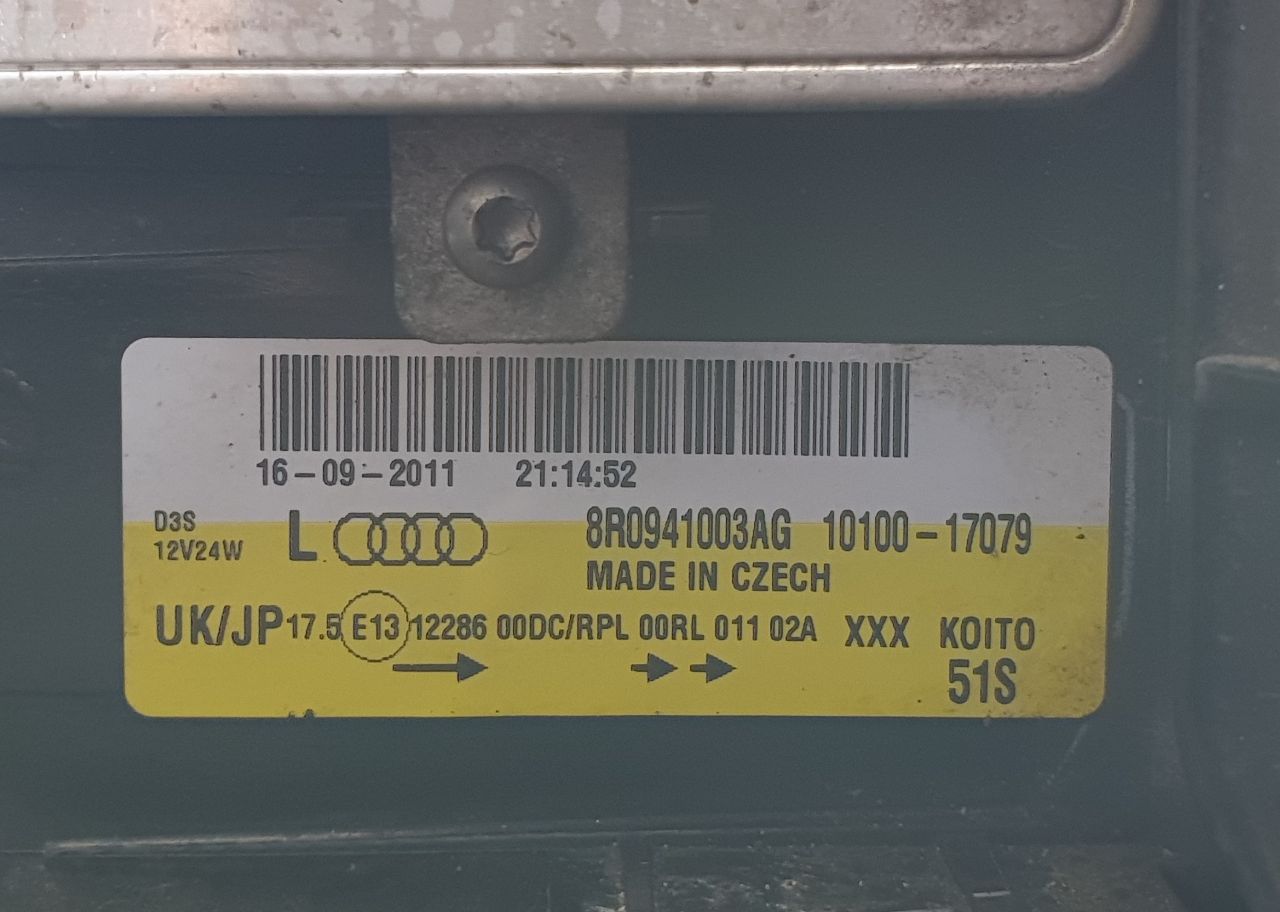 16-09-2011 21:14:52
D3S
12V24W
L
8R0941003AG 10100-17079
MADE IN CZECH
UK/JP 17.5 E13 12286 00DC/RPL 00RL 011 02A XXX KOITO
51S